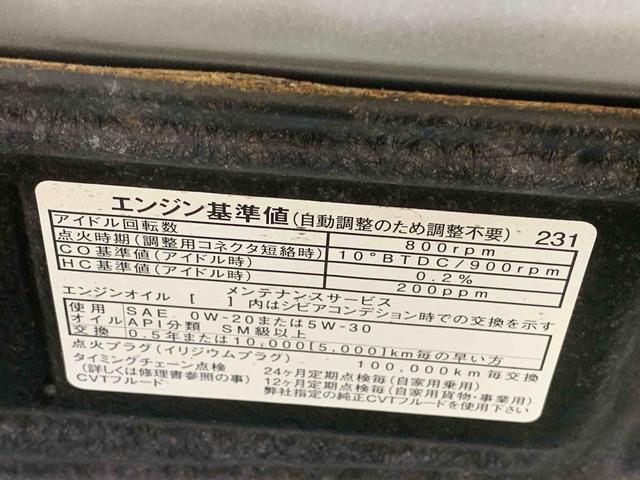 エンジン基準値(自動調整のため調整不要) 231
アイドル回転数 800rpm
点火時期(調整用コネクタ短絡時) 10°BTDC/900rpm
CO基準値(アイドル時) 0.2%
HC基準値(アイドル時) 200ppm
メンテナンスサービス
エンジンオイル [ ] 内はシビアコンデション時での交換を示す
使用 SAE 0W-20または5W-30
オイル API分類 SM級以上
交換 0.5年または10,000[5,000]km毎の早い方
点火プラグ(イリジウムプラグ) 100,000km毎交換
タイミングチェーン点検 24ヶ月定期点検毎(自家用乗用)
(詳しくは修理書参照の事) 12ヶ月定期点検毎(自家用貨物・事業用)
CVTフルード 弊社指定の純正CVTフルードを使用下さい